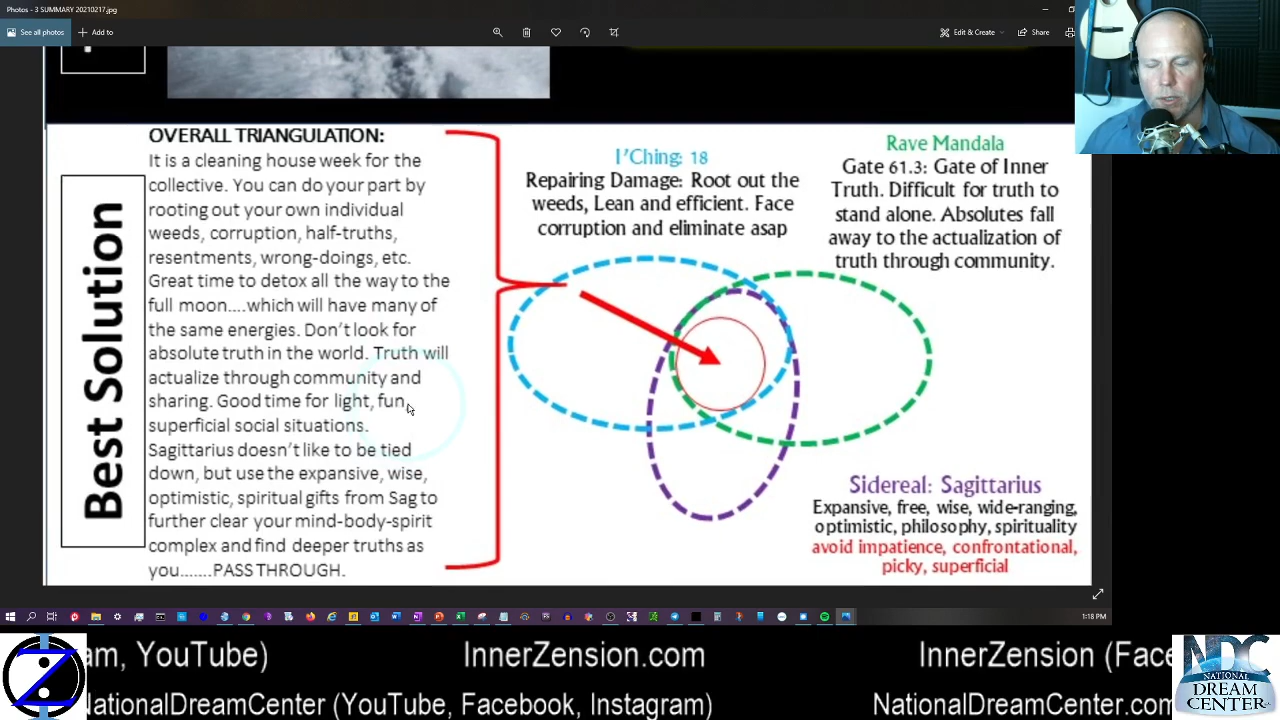 Photos - 3 SUMMARY 20210217.jpg
See all photos
Add to
Edit & Create
Share
Best Solution
OVERALL TRIANGULATION:
It is a cleaning house week for the
collective. You can do your part by
rooting out your own individual
weeds, corruption, half-truths,
resentments, wrong-doings, etc.
Great time to detox all the way to the
full moon....which will have many of
the same energies. Don't look for
absolute truth in the world. Truth will
actualize through community and
sharing. Good time for light, fun,
superficial social situations.
Sagittarius doesn't like to be tied
down, but use the expansive, wise,
optimistic, spiritual gifts from Sag to
further clear your mind-body-spirit
complex and find deeper truths as
you.......PASS THROUGH.
I'Ching: 18
Repairing Damage: Root out the
weeds, Lean and efficient. Face
corruption and eliminate asap
Rave Mandala
Gate 61.3: Gate of Inner
Truth. Difficult for truth to
stand alone. Absolutes fall
away to the actualization of
truth through community.
Sidereal: Sagittarius
Expansive, free, wise, wide-ranging,
optimistic, philosophy, spirituality
avoid impatience, confrontational,
picky, superficial
1:18 PM
am, YouTube) InnerZension.com InnerZension (Face
NationalDreamCenter (YouTube, Facebook, Instagram) NationalDreamCenter.com
NDC
NATIONAL
DREAM
CENTER